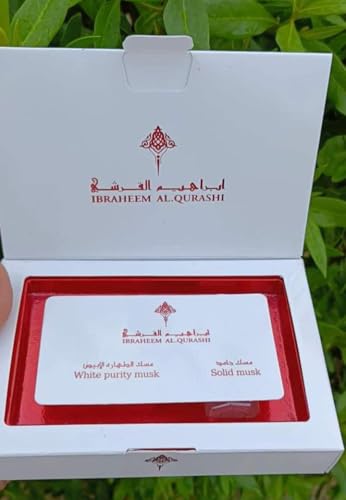 ابراهيم القرشي
IBRAHEEM AL.QURASHI
ابراهيم القرشي
IBRAHEEM AL.QURASHI
مسك الطهاره الأبيض
White purity musk
مسك جامد
Solid musk